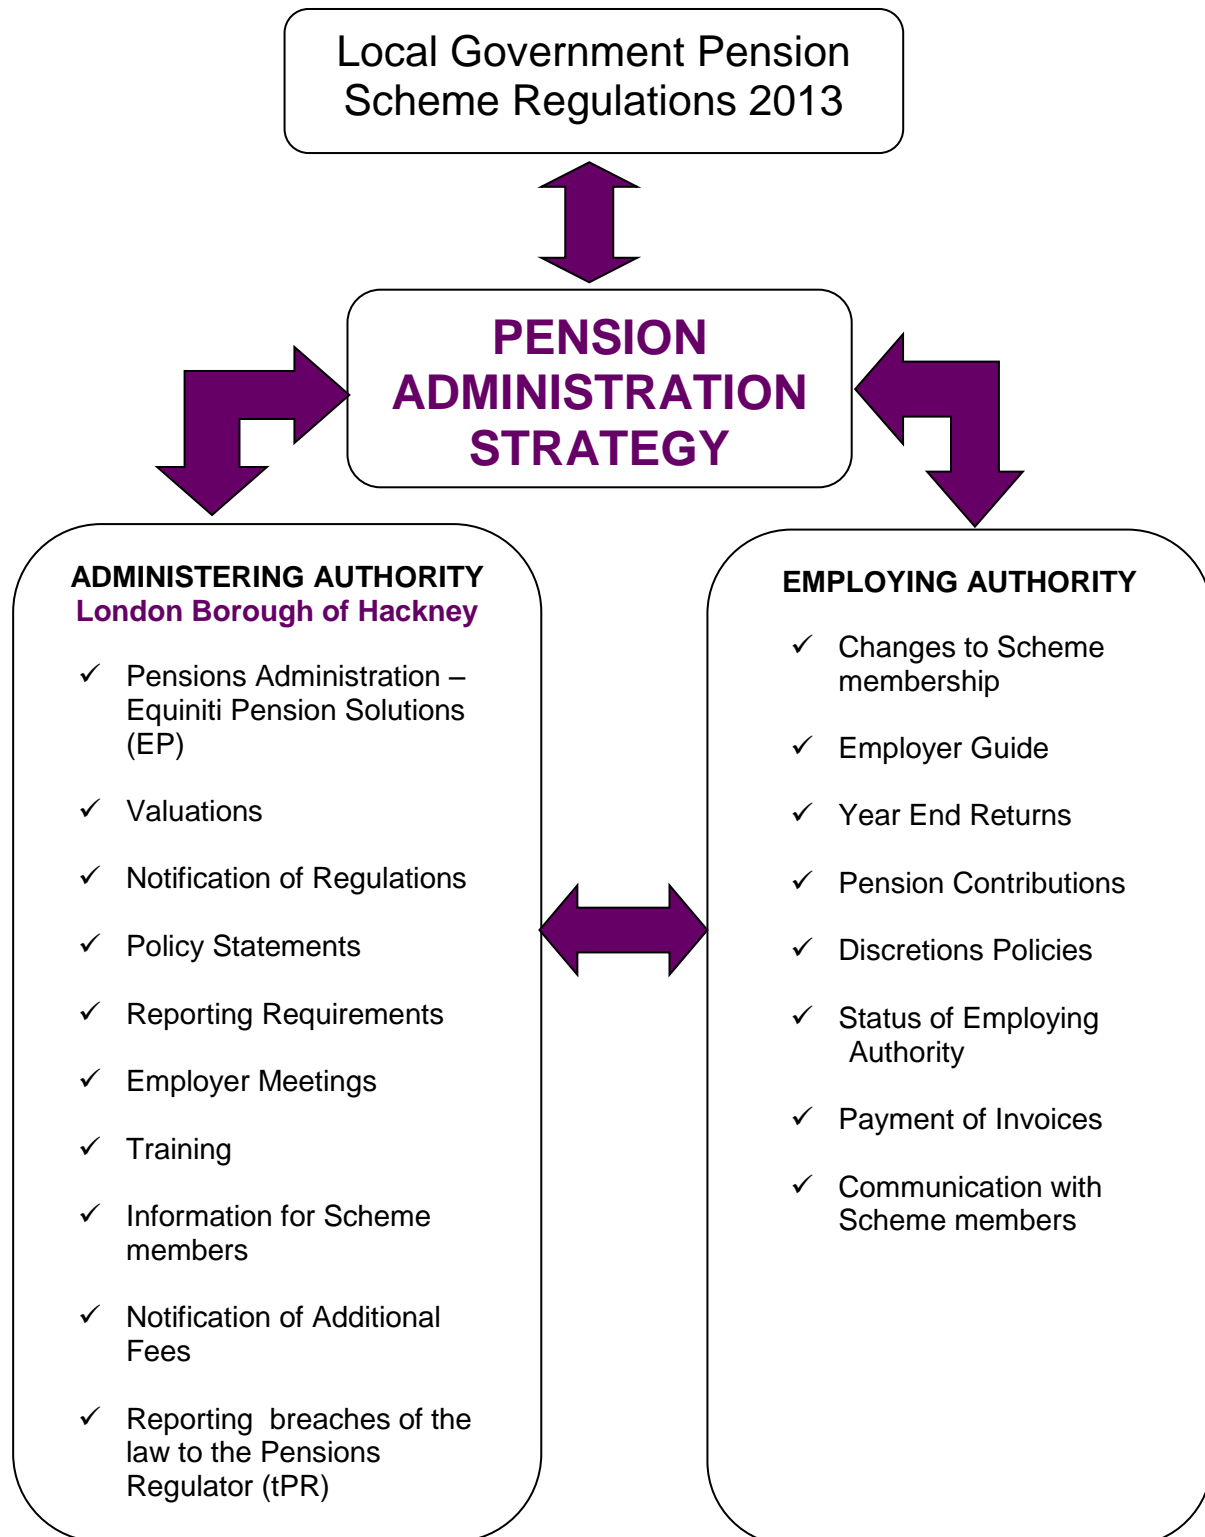 Local Government Pension
Scheme Regulations 2013
PENSION
ADMINISTRATION
STRATEGY
ADMINISTERING AUTHORITY
London Borough of Hackney
✓ Pensions Administration –
Equiniti Pension Solutions
(EP)
✓ Valuations
✓ Notification of Regulations
✓ Policy Statements
✓ Reporting Requirements
✓ Employer Meetings
✓ Training
✓ Information for Scheme
members
✓ Notification of Additional
Fees
✓ Reporting  breaches of the
law to the Pensions
Regulator (tPR)
EMPLOYING AUTHORITY
✓ Changes to Scheme
membership
✓ Employer Guide
✓ Year End Returns
✓ Pension Contributions
✓ Discretions Policies
✓ Status of Employing
Authority
✓ Payment of Invoices
✓ Communication with
Scheme members